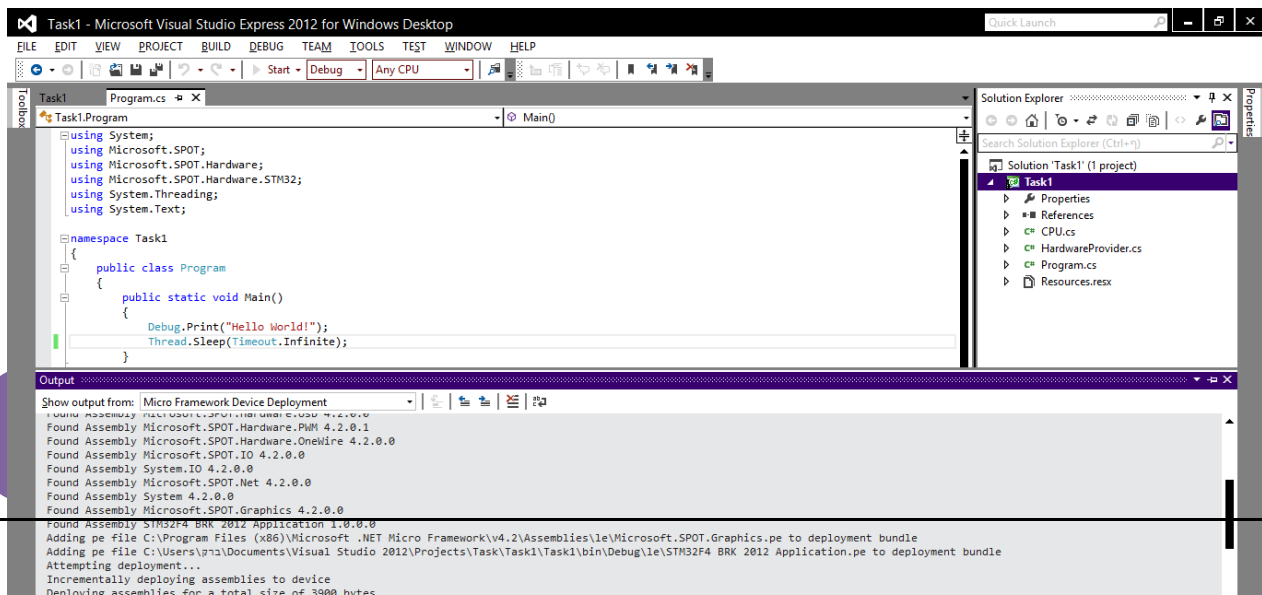 Task1 - Microsoft Visual Studio Express 2012 for Windows Desktop
Quick Launch
FILE EDIT VIEW PROJECT BUILD DEBUG TEAM TOOLS TEST WINDOW HELP
Start Debug Any CPU
Toolbox
Task1 Program.cs
Task1.Program
Main()
using System;
using Microsoft.SPOT;
using Microsoft.SPOT.Hardware;
using Microsoft.SPOT.Hardware.STM32;
using System.Threading;
using System.Text;
namespace Task1
{
public class Program
{
public static void Main()
{
Debug.Print("Hello World!");
Thread.Sleep(Timeout.Infinite);
}
Solution Explorer
Search Solution Explorer (Ctrl+ח)
Solution 'Task1' (1 project)
Task1
Properties
References
CPU.cs
HardwareProvider.cs
Program.cs
Resources.resx
Properties
Output
Show output from: Micro Framework Device Deployment
Found Assembly Microsoft.SPOT.Hardware.Usb 4.2.0.0
Found Assembly Microsoft.SPOT.Hardware.PWM 4.2.0.1
Found Assembly Microsoft.SPOT.Hardware.OneWire 4.2.0.0
Found Assembly Microsoft.SPOT.IO 4.2.0.0
Found Assembly System.IO 4.2.0.0
Found Assembly Microsoft.SPOT.Net 4.2.0.0
Found Assembly System 4.2.0.0
Found Assembly Microsoft.SPOT.Graphics 4.2.0.0
Found Assembly STM32F4 BRK 2012 Application 1.0.0.0
Adding pe file C:\Program Files (x86)\Microsoft .NET Micro Framework\v4.2\Assemblies\le\Microsoft.SPOT.Graphics.pe to deployment bundle
Adding pe file C:\Users\ברק\Documents\Visual Studio 2012\Projects\Task\Task1\Task1\bin\Debug\le\STM32F4 BRK 2012 Application.pe to deployment bundle
Attempting deployment...
Incrementally deploying assemblies to device
Deploying assemblies for a total size of 3900 bytes